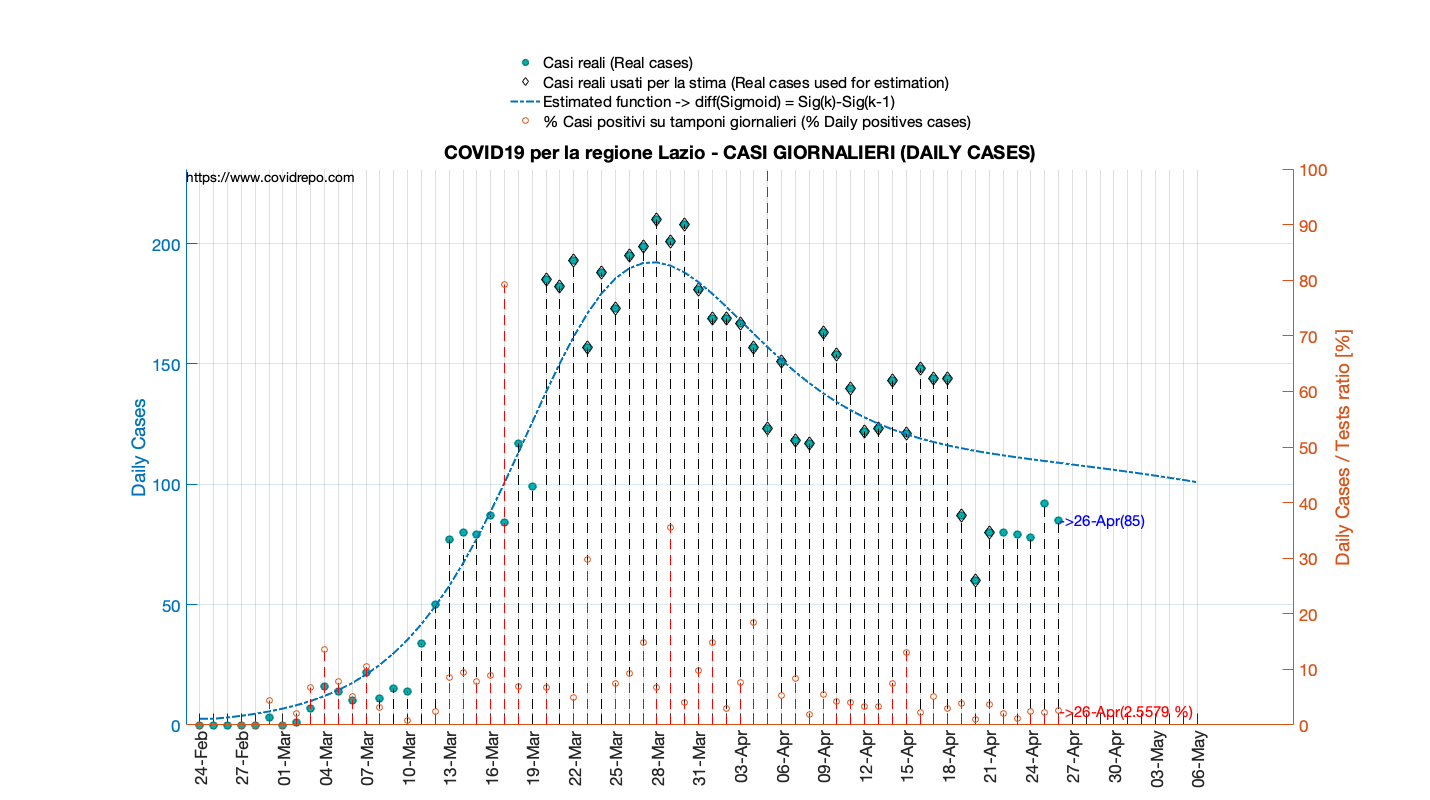 Casi reali (Real cases)
Casi reali usati per la stima (Real cases used for estimation)
Estimated function -> diff(Sigmoid) = Sig(k)-Sig(k-1)
% Casi positivi su tamponi giornalieri (% Daily positives cases)
COVID19 per la regione Lazio - CASI GIORNALIERI (DAILY CASES)
https://www.covidrepo.com
Daily Cases
200
150
100
50
0
100
90
80
70
60
50
40
30
20
10
0
Daily Cases / Tests ratio [%]
->26-Apr(85)
->26-Apr(2.5579 %)
24-Feb
27-Feb
01-Mar
04-Mar
07-Mar
10-Mar
13-Mar
16-Mar
19-Mar
22-Mar
25-Mar
28-Mar
31-Mar
03-Apr
06-Apr
09-Apr
12-Apr
15-Apr
18-Apr
21-Apr
24-Apr
27-Apr
30-Apr
03-May
06-May